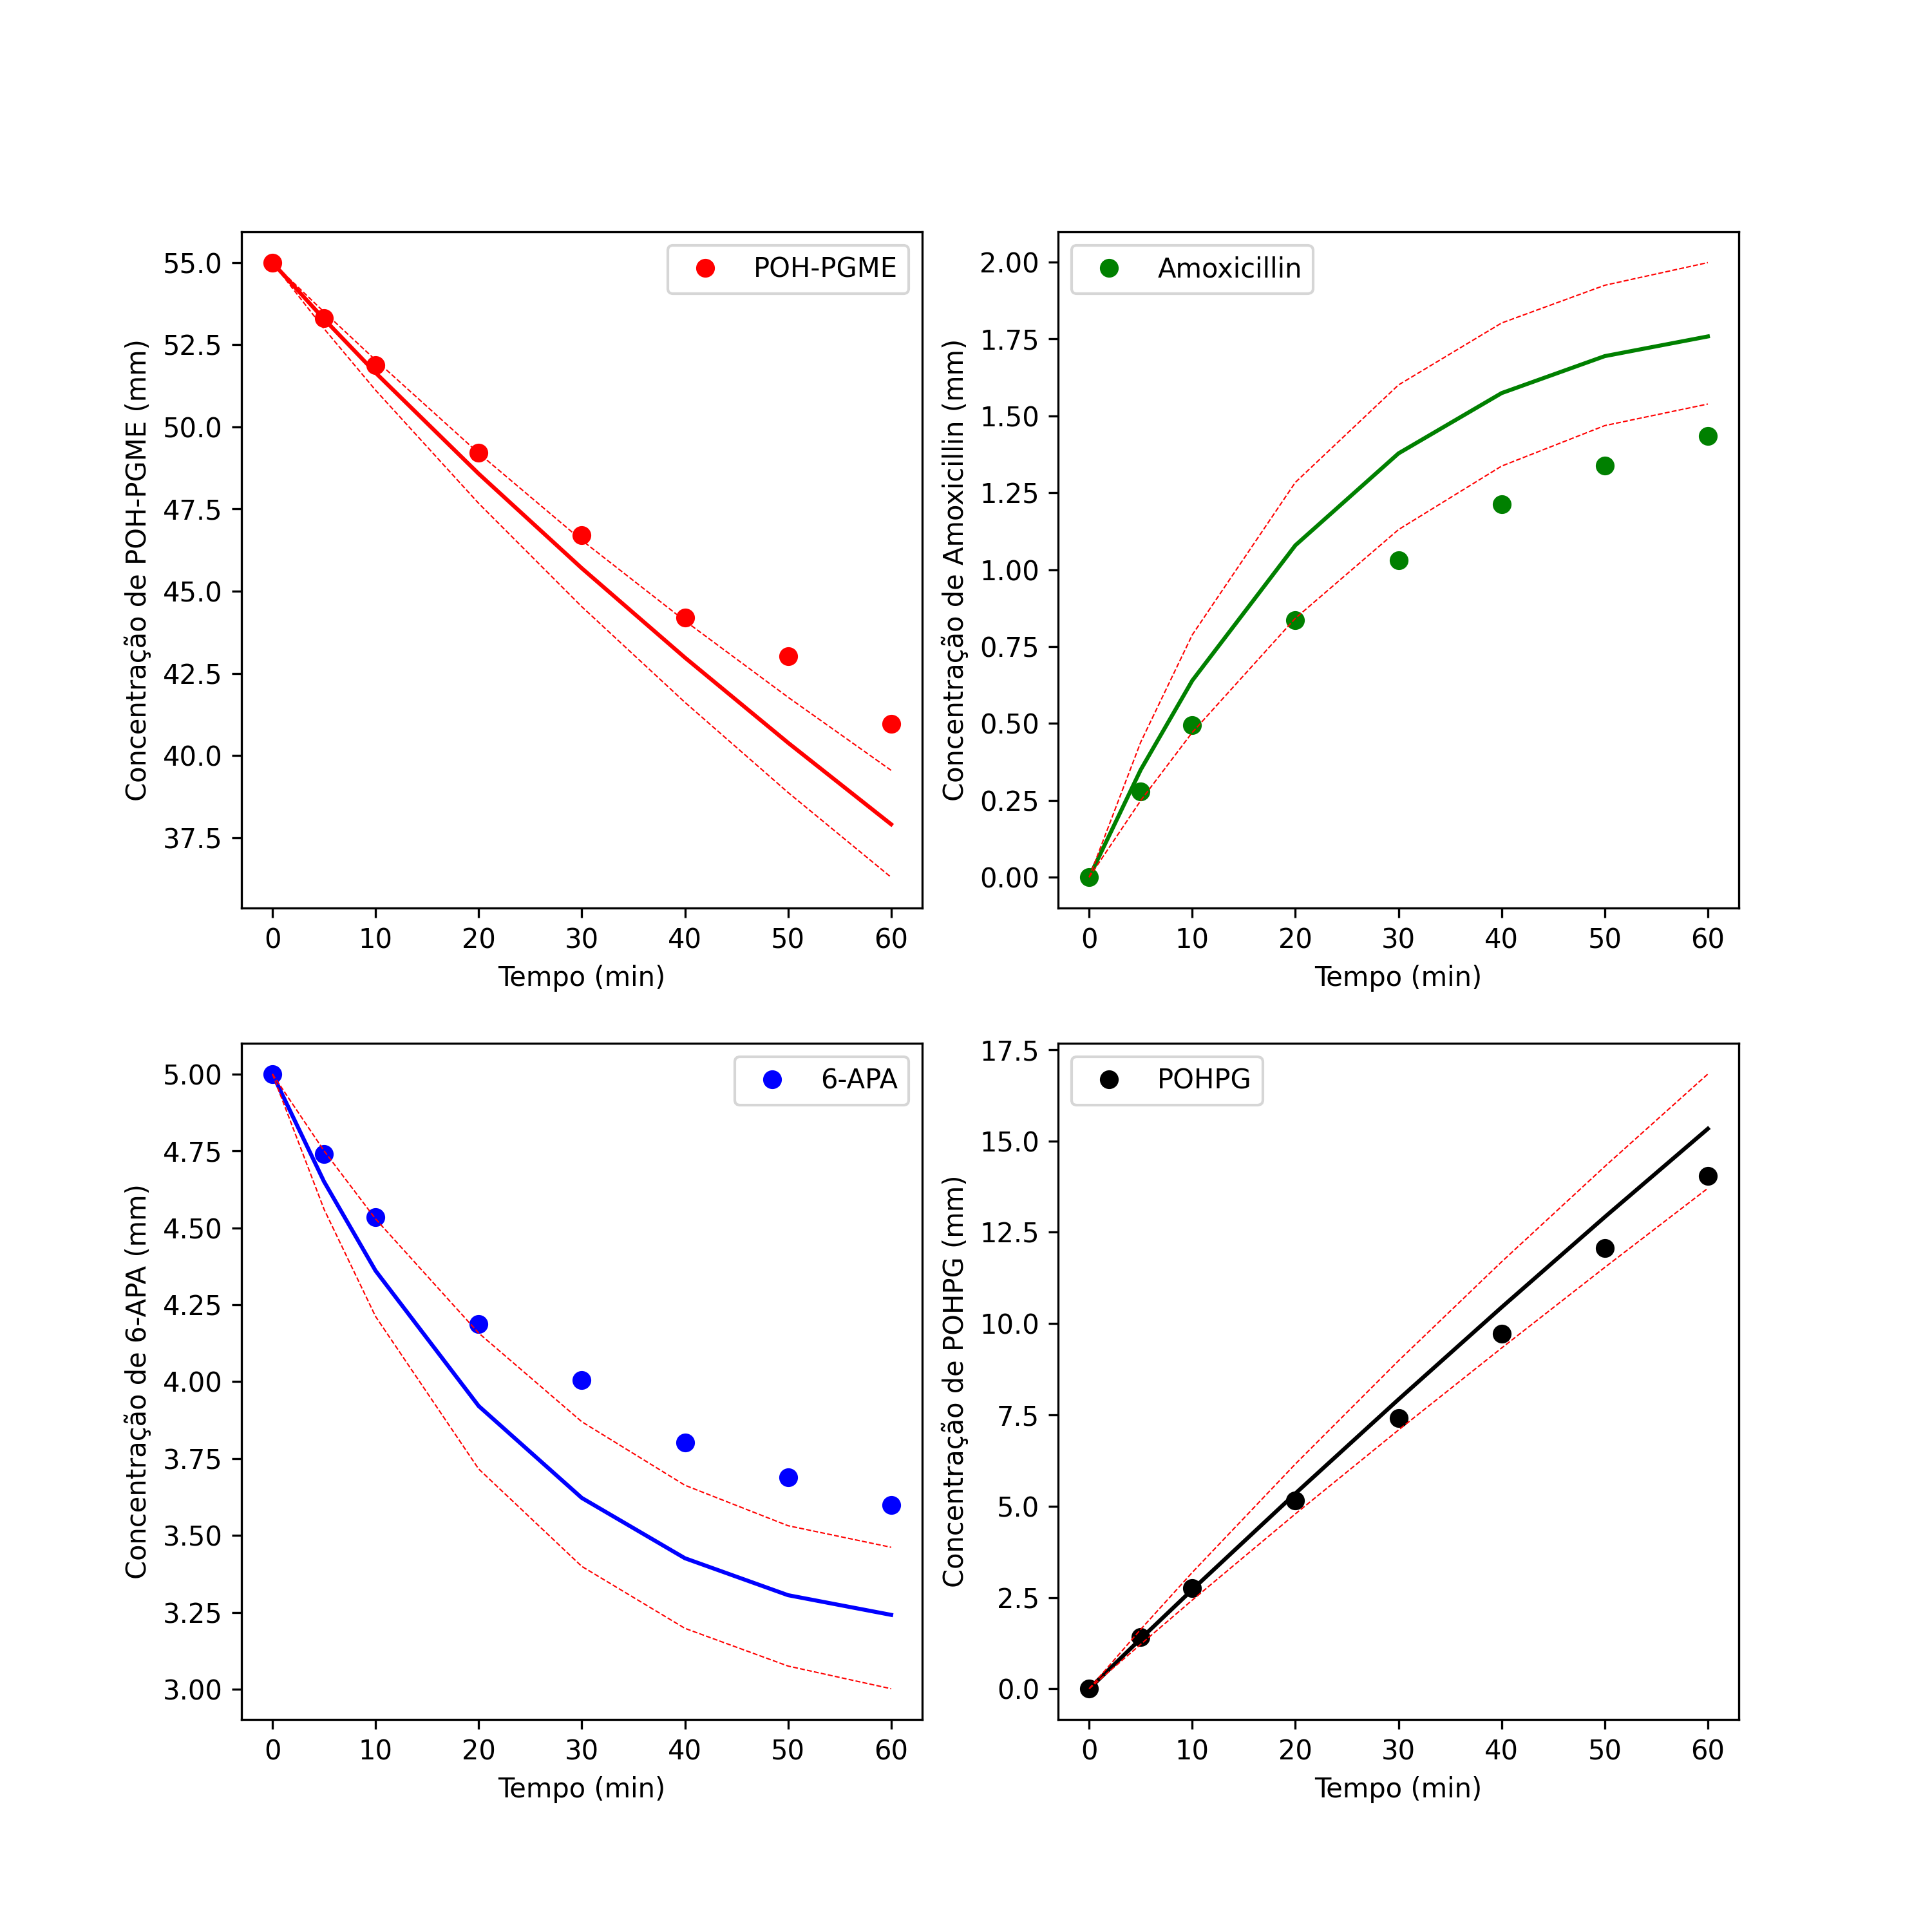 POH-PGME
Concentração de POH-PGME (mm)
55.0
52.5
50.0
47.5
45.0
42.5
40.0
37.5
0 10 20 30 40 50 60
Tempo (min)
Amoxicillin
Concentração de Amoxicillin (mm)
2.00
1.75
1.50
1.25
1.00
0.75
0.50
0.25
0.00
0 10 20 30 40 50 60
Tempo (min)
6-APA
Concentração de 6-APA (mm)
5.00
4.75
4.50
4.25
4.00
3.75
3.50
3.25
3.00
0 10 20 30 40 50 60
Tempo (min)
POHPG
Concentração de POHPG (mm)
17.5
15.0
12.5
10.0
7.5
5.0
2.5
0.0
0 10 20 30 40 50 60
Tempo (min)